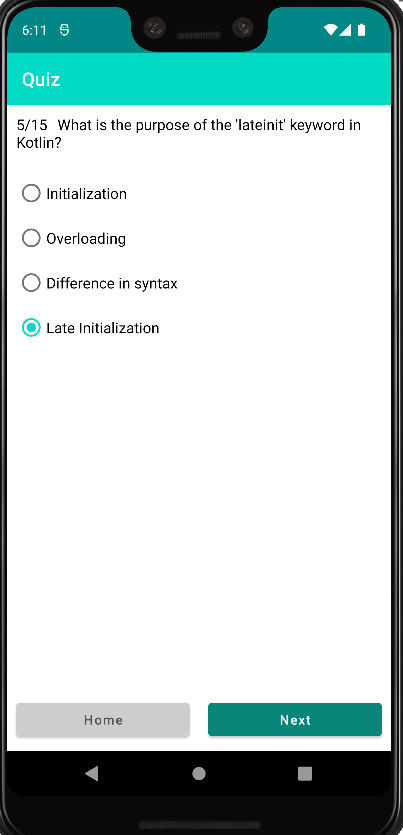 6:11
Quiz
5/15 What is the purpose of the 'lateinit' keyword in
Kotlin?
Initialization
Overloading
Difference in syntax
Late Initialization
Home
Next